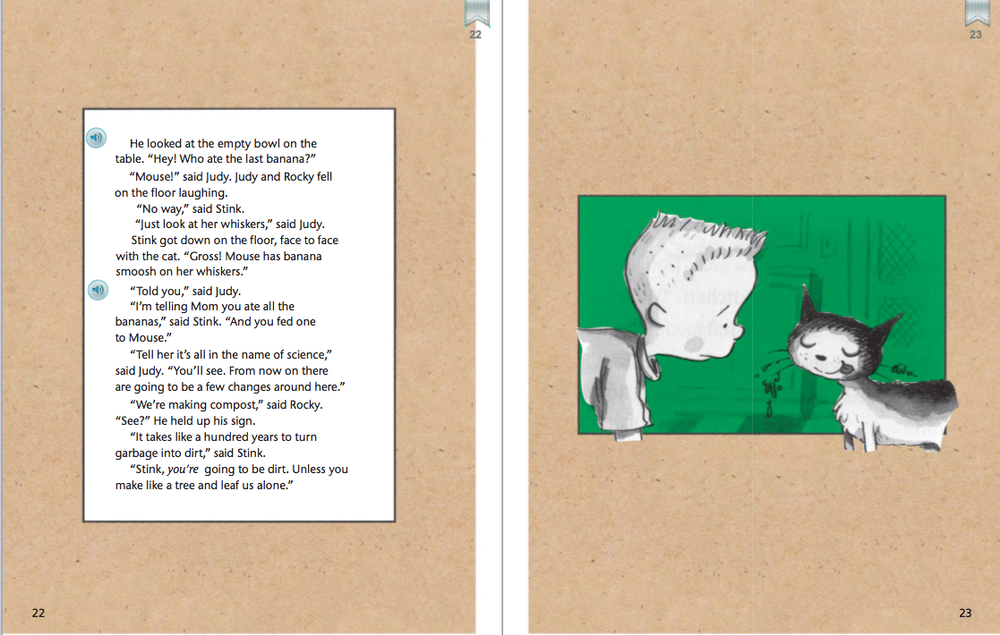 22
He looked at the empty bowl on the
table. “Hey! Who ate the last banana?”
“Mouse!” said Judy. Judy and Rocky fell
on the floor laughing.
“No way,” said Stink.
“Just look at her whiskers,” said Judy.
Stink got down on the floor, face to face
with the cat. “Gross! Mouse has banana
smoosh on her whiskers.”
“Told you,” said Judy.
“I’m telling Mom you ate all the
bananas,” said Stink. “And you fed one
to Mouse.”
“Tell her it’s all in the name of science,”
said Judy. “You’ll see. From now on there
are going to be a few changes around here.”
“We’re making compost,” said Rocky.
“See?” He held up his sign.
“It takes like a hundred years to turn
garbage into dirt,” said Stink.
“Stink, you’re going to be dirt. Unless you
make like a tree and leaf us alone.”
22
23
23